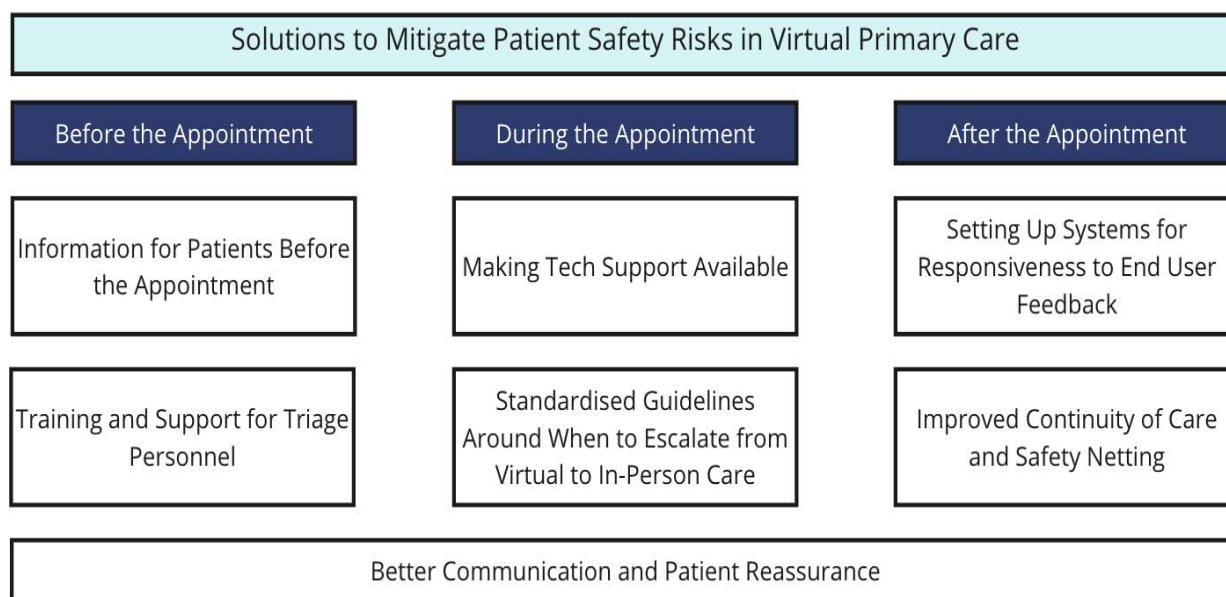 Solutions to Mitigate Patient Safety Risks in Virtual Primary Care
Before the Appointment
During the Appointment
After the Appointment
Information for Patients Before
the Appointment
Making Tech Support Available
Setting Up Systems for
Responsiveness to End User
Feedback
Training and Support for Triage
Personnel
Standardised Guidelines
Around When to Escalate from
Virtual to In-Person Care
Improved Continuity of Care
and Safety Netting
Better Communication and Patient Reassurance